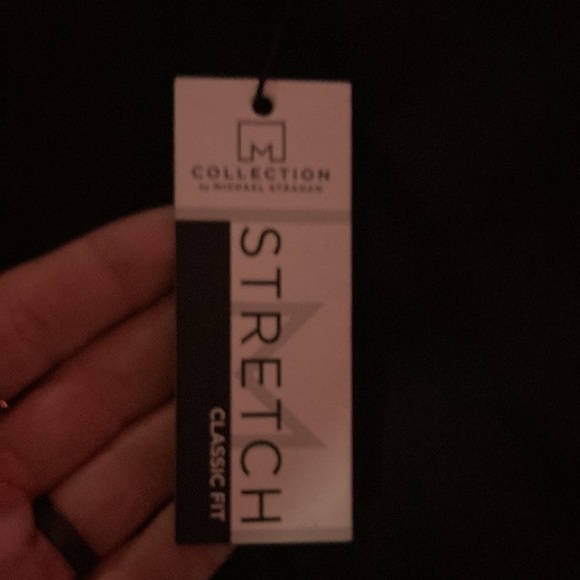 M
COLLECTION
by MICHAEL STRAHAN
STRETCH
CLASSIC FIT